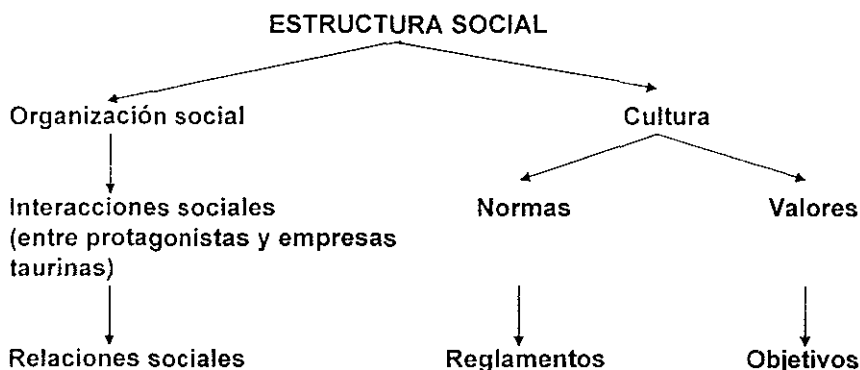 ESTRUCTURA SOCIAL
Organización social
Cultura
Interacciones sociales
(entre protagonistas y empresas
taurinas)
Normas
Valores
Relaciones sociales
Reglamentos
Objetivos